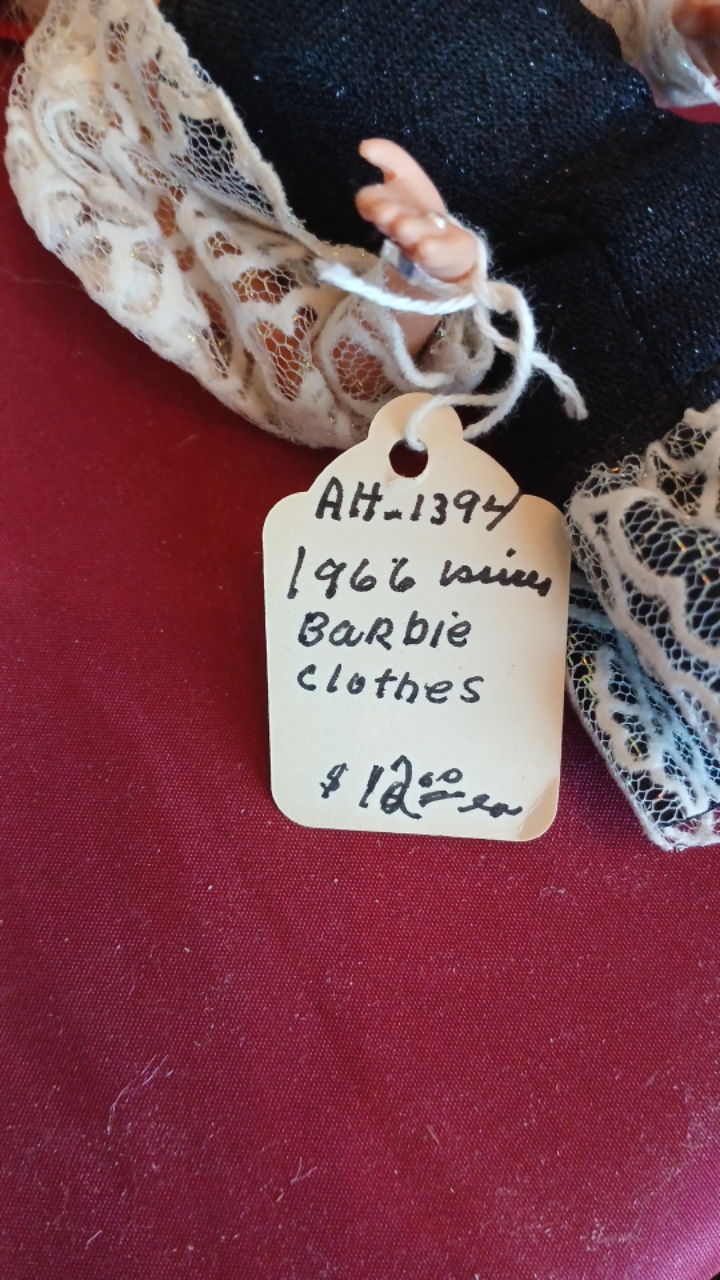 AH-1394
1966
Barbie
clothes
$12.00 ea